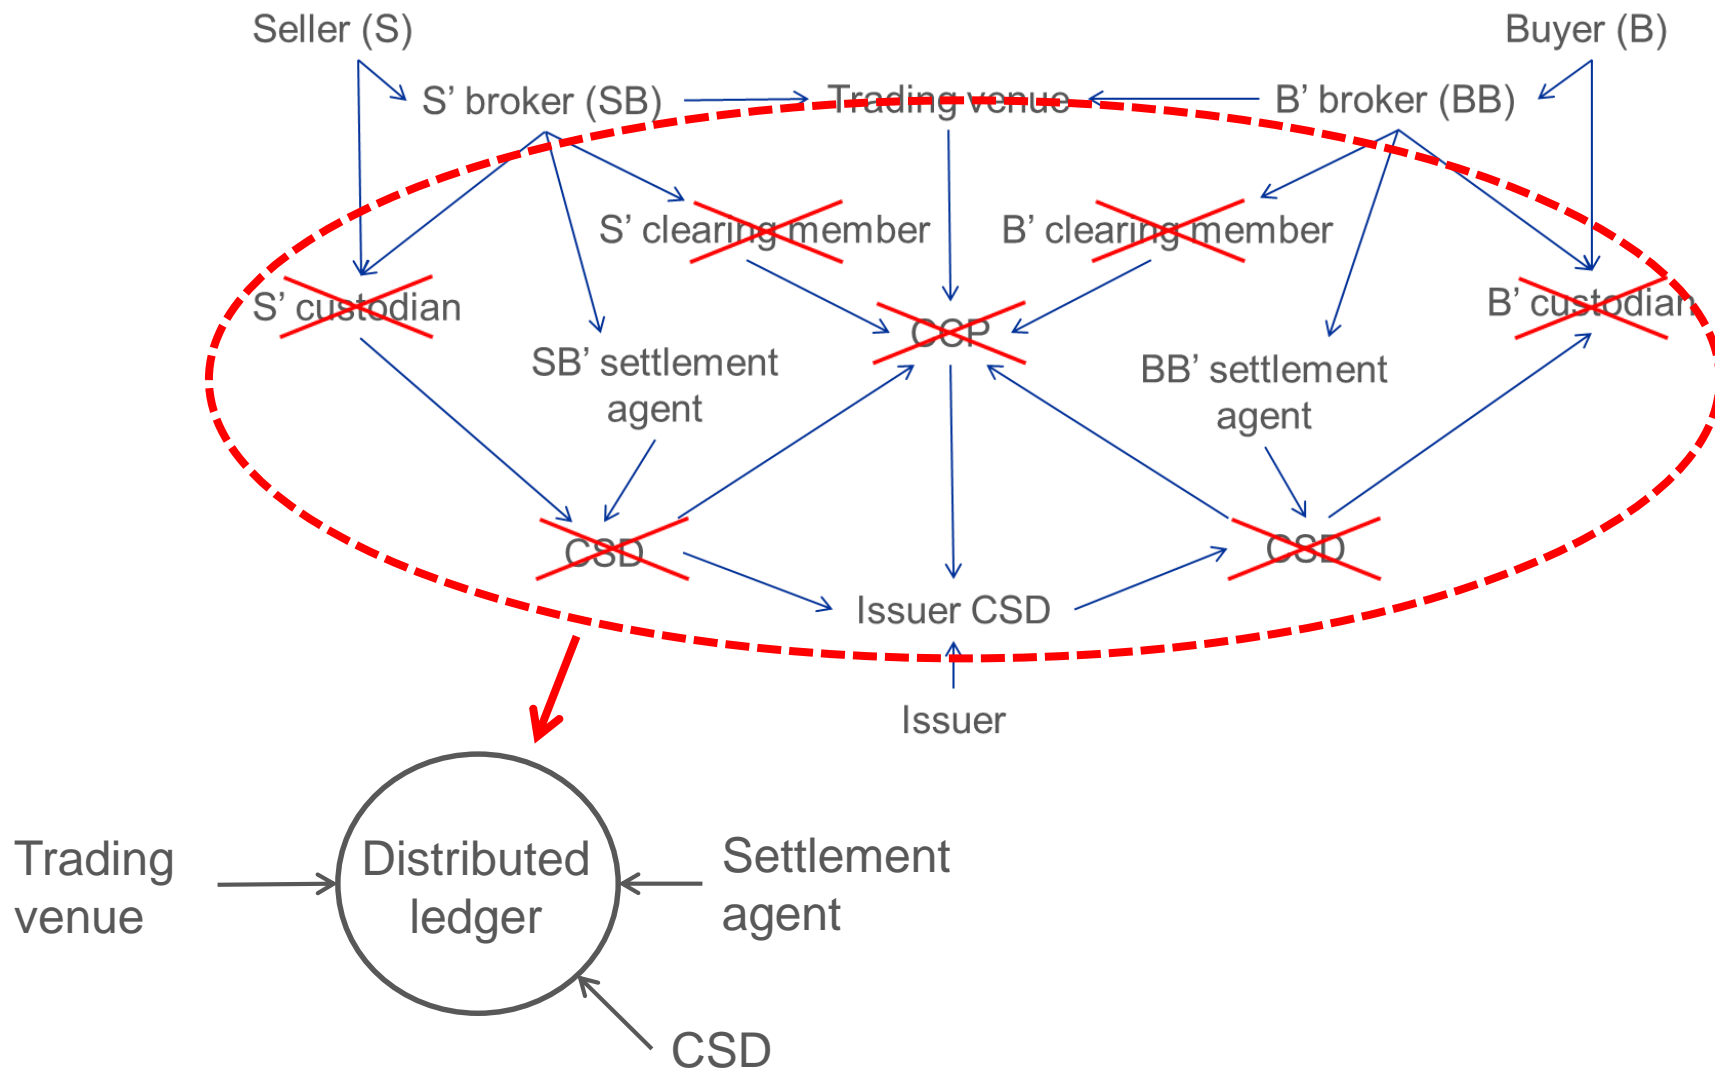 Seller (S)
Buyer (B)
S’ broker (SB)
Trading venue
B’ broker (BB)
S’ clearing member
B’ clearing member
S’ custodian
B’ custodian
CCP
SB’ settlement
agent
BB’ settlement
agent
CSD
CSD
Issuer CSD
Issuer
Trading
venue
Distributed
ledger
Settlement
agent
CSD